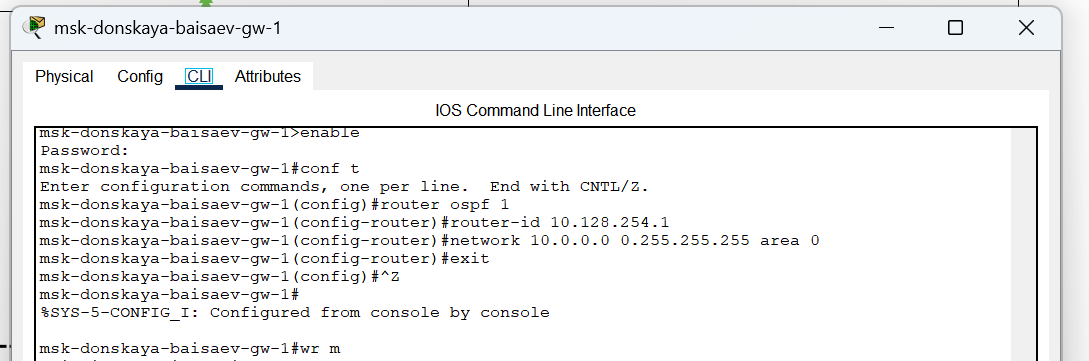 msk-donskaya-baisaev-gw-1
Physical Config CLI Attributes
IOS Command Line Interface
msk-donskaya-baisaev-gw-1>enable
Password:
msk-donskaya-baisaev-gw-1#conf t
Enter configuration commands, one per line.  End with CNTL/Z.
msk-donskaya-baisaev-gw-1(config)#router ospf 1
msk-donskaya-baisaev-gw-1(config-router)#router-id 10.128.254.1
msk-donskaya-baisaev-gw-1(config-router)#network 10.0.0.0 0.255.255.255 area 0
msk-donskaya-baisaev-gw-1(config-router)#exit
msk-donskaya-baisaev-gw-1(config)#^Z
msk-donskaya-baisaev-gw-1#
%SYS-5-CONFIG_I: Configured from console by console
msk-donskaya-baisaev-gw-1#wr m